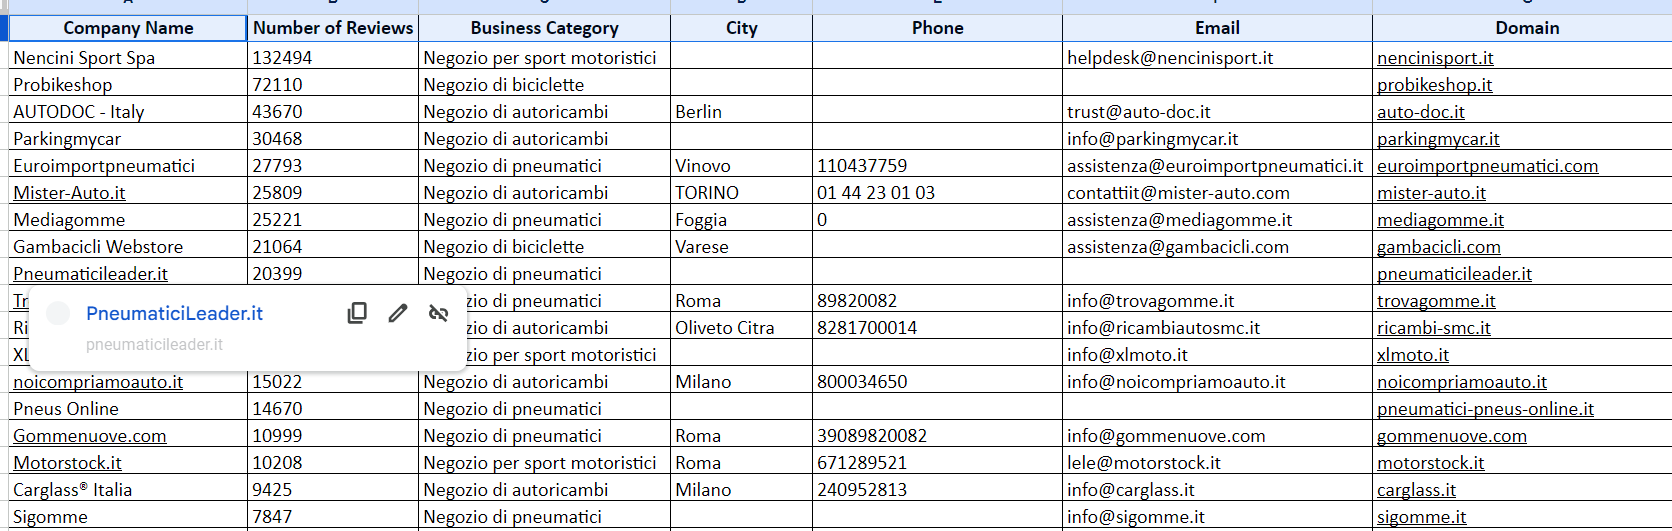 Company Name Number of Reviews Business Category City Phone Email Domain
Nencini Sport Spa 132494 Negozio per sport motoristici helpdesk@nencinisport.it nencinisport.it
Probikeshop 72110 Negozio di biciclette probikeshop.it
AUTODOC - Italy 43670 Negozio di autoricambi Berlin trust@auto-doc.it auto-doc.it
Parkingmycar 30468 Negozio di autoricambi info@parkingmycar.it parkingmycar.it
Euroimportpneumatici 27793 Negozio di pneumatici Vinovo 110437759 assistenza@euroimportpneumatici.it euroimportpneumatici.com
Mister-Auto.it 25809 Negozio di autoricambi TORINO 01 44 23 01 03 contattiit@mister-auto.com mister-auto.it
Mediagomme 25221 Negozio di pneumatici Foggia 0 assistenza@mediagomme.it mediagomme.it
Gambacicli Webstore 21064 Negozio di biciclette Varese assistenza@gambacicli.com gambacicli.com
Pneumaticileader.it 20399 Negozio di pneumatici pneumaticileader.it
Tr zio di pneumatici Roma 89820082 info@trovagomme.it trovagomme.it
PneumaticiLeader.it
Ri zio di autoricambi Oliveto Citra 8281700014 info@ricambiautosmc.it ricambi-smc.it
pneumaticileader.it
XL zio per sport motoristici info@xlmoto.it xlmoto.it
noicompriamoauto.it 15022 Negozio di autoricambi Milano 800034650 info@noicompriamoauto.it noicompriamoauto.it
Pneus Online 14670 Negozio di pneumatici pneumatici-pneus-online.it
Gommenuove.com 10999 Negozio di pneumatici Roma 39089820082 info@gommenuove.com gommenuove.com
Motorstock.it 10208 Negozio per sport motoristici Roma 671289521 lele@motorstock.it motorstock.it
Carglass® Italia 9425 Negozio di autoricambi Milano 240952813 info@carglass.it carglass.it
Sigomme 7847 Negozio di pneumatici info@sigomme.it sigomme.it